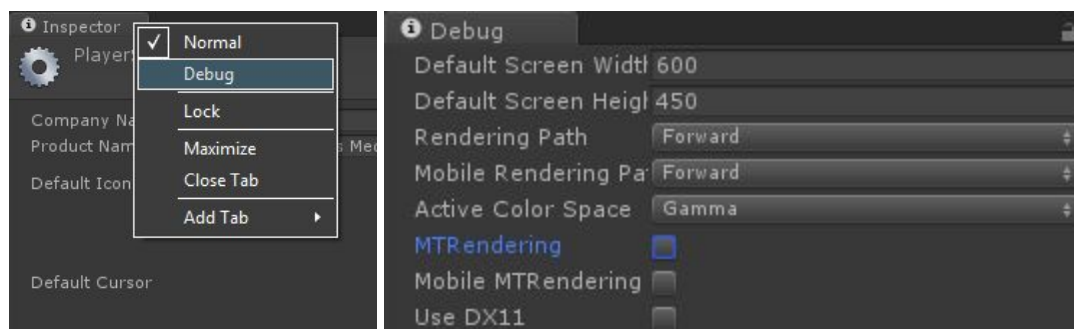 Inspector
Player
Normal
Debug
Lock
Company Na
Product Nam
Maximize
s Med
Default Icon
Close Tab
Add Tab
Default Cursor
Debug
Default Screen Widtl 600
Default Screen Heigl 450
Rendering Path Forward
Mobile Rendering Pa Forward
Active Color Space Gamma
MTRendering
Mobile MTRendering
Use DX11